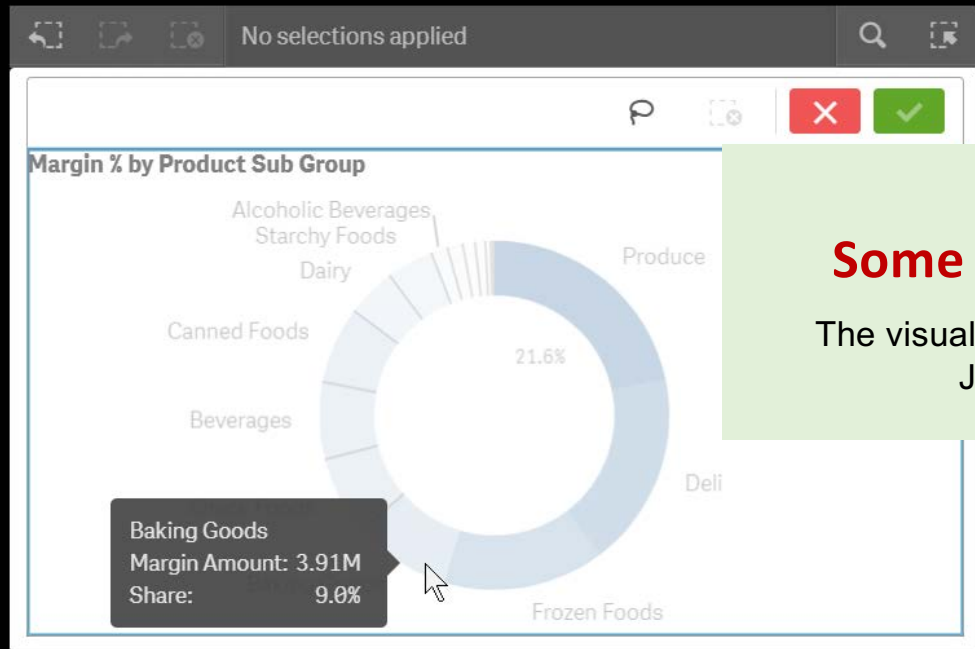 No selections applied
Margin % by Product Sub Group
Alcoholic Beverages
Starchy Foods
Dairy
Produce
Canned Foods
21.6%
Beverages
Deli
Baking Goods
Margin Amount: 3.91M
Share: 9.0%
Frozen Foods
Some
The visual
J